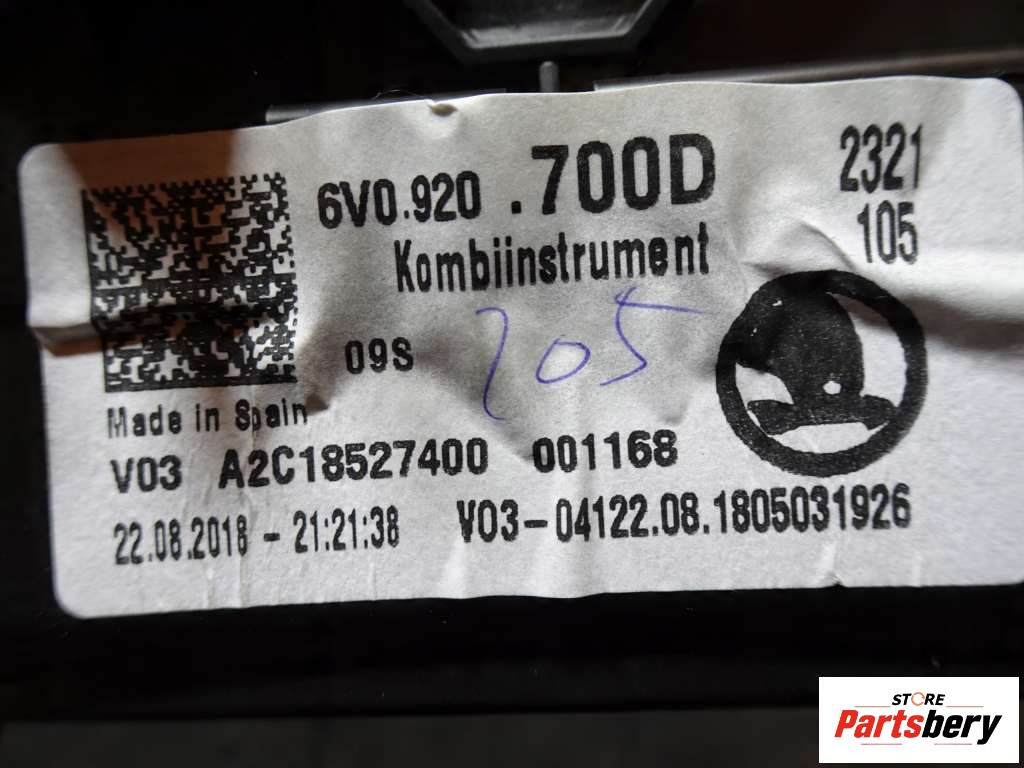 6V0.920 .700D 2321
Kombiinstrument 105
09S 205
Made in Spain
V03 A2C18527400 001168
22.08.2018 - 21:21:38 V03-04122.08.1805031926
STORE
Partsbery